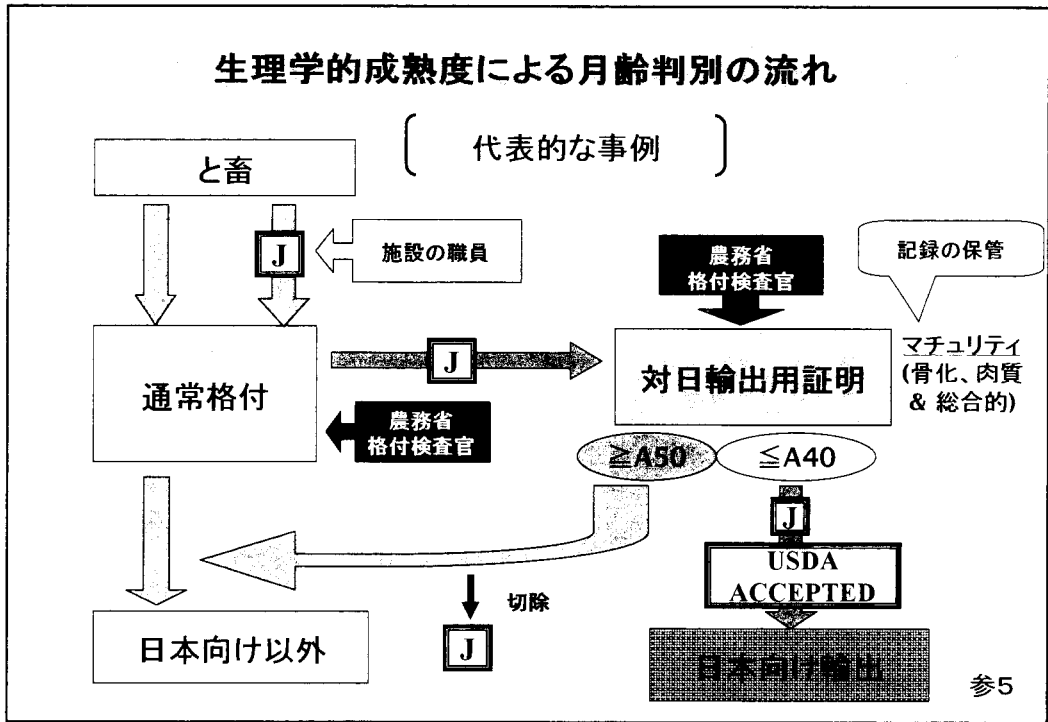 生理学的成熟度による月齢判別の流れ
代表的な事例
と畜
J
施設の職員
農務省
格付検査官
記録の保管
通常格付
J
対日輸出用証明
マチュリティ
(骨化、肉質
& 総合的)
農務省
格付検査官
≧A50
≦A40
J
USDA
ACCEPTED
切除
J
日本向け以外
日本向け輸出
参5